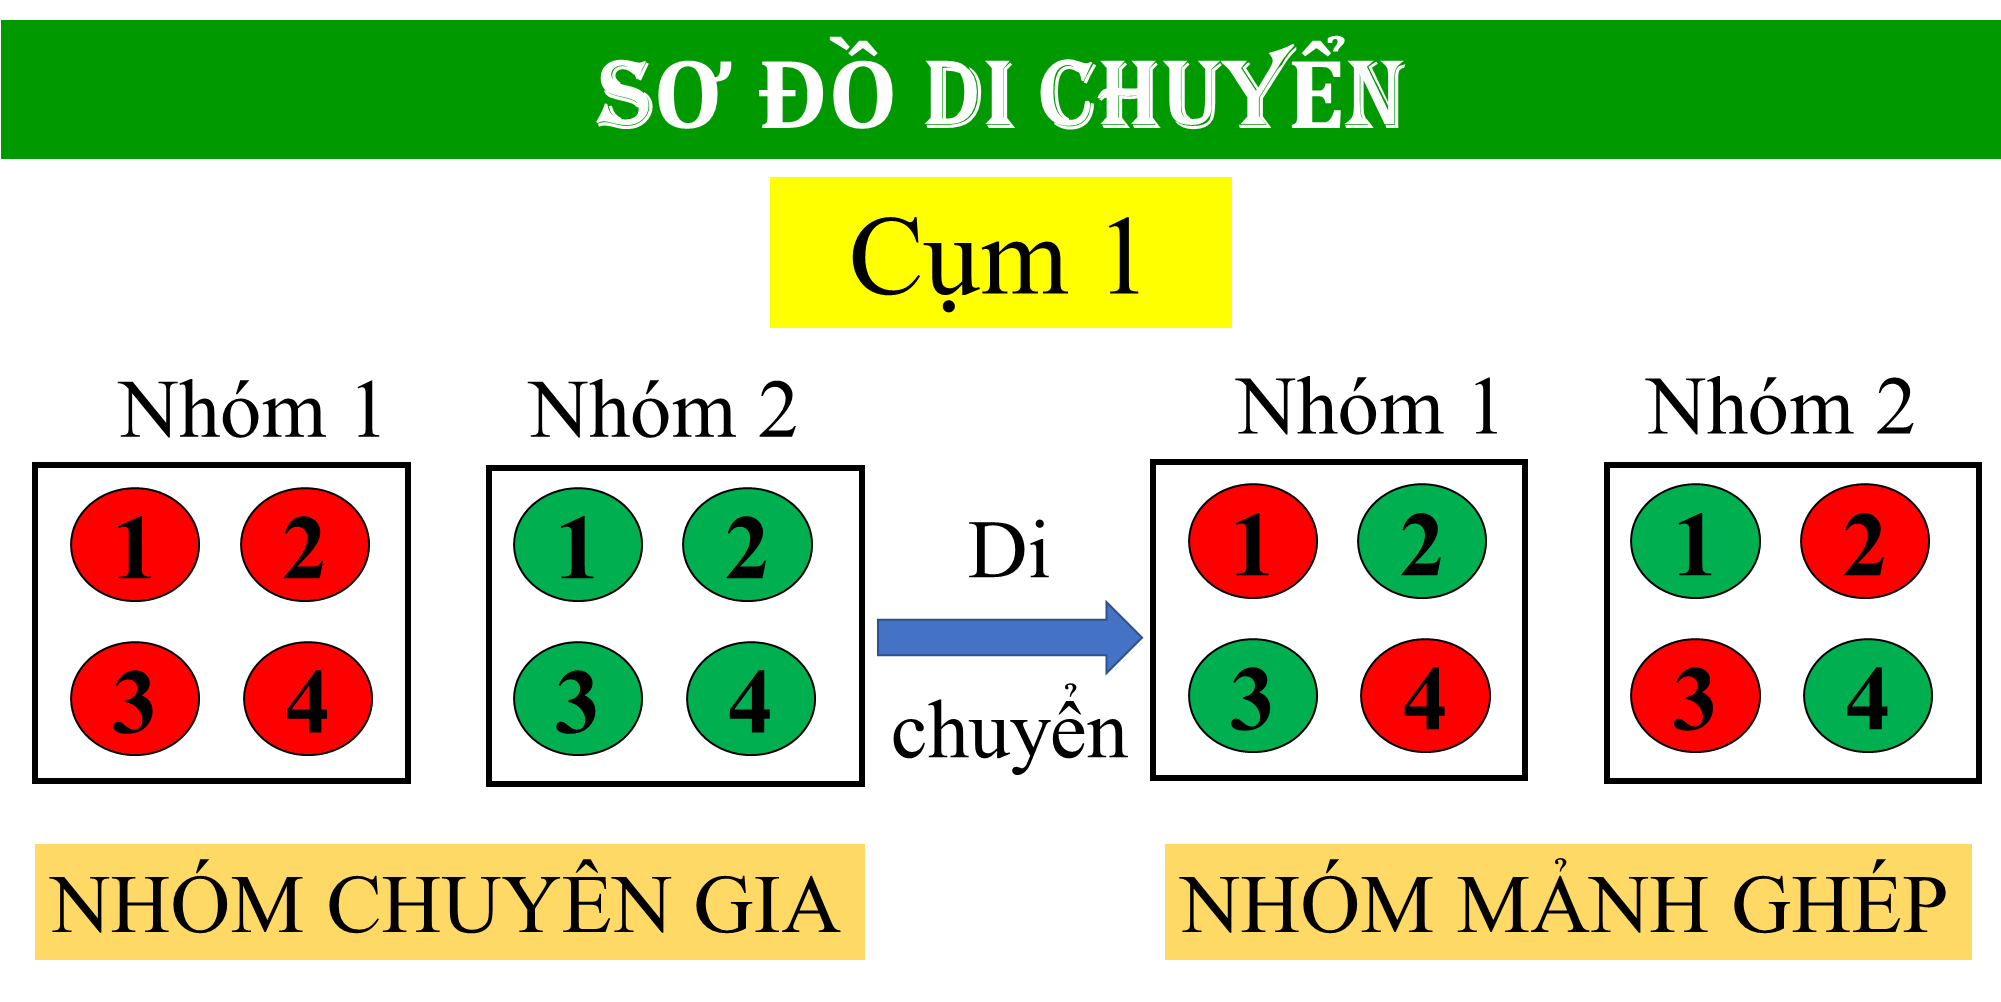 SƠ ĐỒ DI CHUYỂN
Cụm 1
Nhóm 1 Nhóm 2 Nhóm 1 Nhóm 2
1 2 1 2 Di 1 2 1 2
3 4 3 4 chuyển 3 4 3 4
NHÓM CHUYÊN GIA NHÓM MẢNH GHÉP